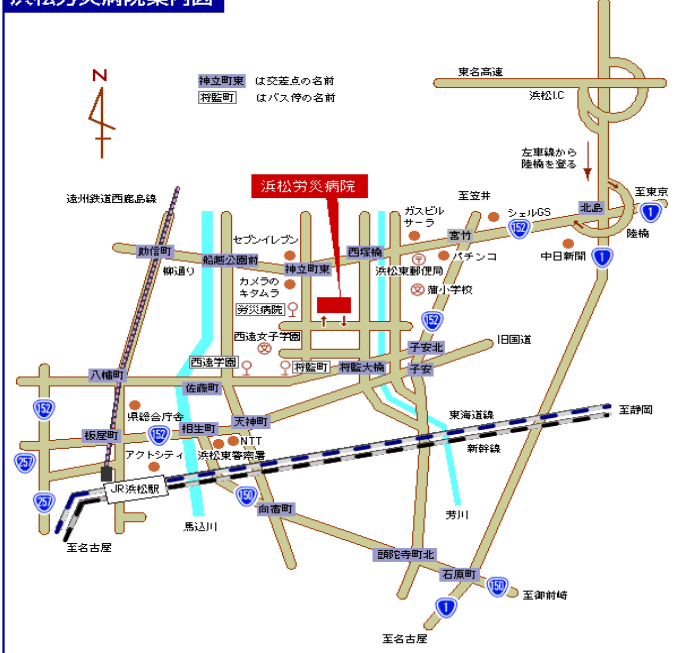 浜松労災病院案内図
N
神立町東 は交差点の名前
将監町 はバス停の名前
東名高速
浜松I.C
左車線から
陸橋を登る
浜松労災病院
遠州鉄道西鹿島線
ガスビル
サーラ
至笠井
シェルGS
北島
至東京
1
152
陸橋
宮竹
セブンイレブン
西塚橋
助信町
柳通り
船越公園前
神立町東
パチンコ
中日新聞
1
浜松東郵便局
カメラの
キタムラ
蒲小学校
労災病院
152
西遠女子学園
文
旧国道
子安北
西遠学園
将監町
将監大橋
子安
八幡町
佐藤町
152
県総合庁舎
天神町
東海道線
至静岡
相生町
板屋町
152
NTT
新幹線
アクトシティ
浜松東警察署
257
JR浜松駅
150
257
向宿町
馬込川
芳川
至名古屋
頭陀寺町北
石原町
150
至御前崎
1
至名古屋